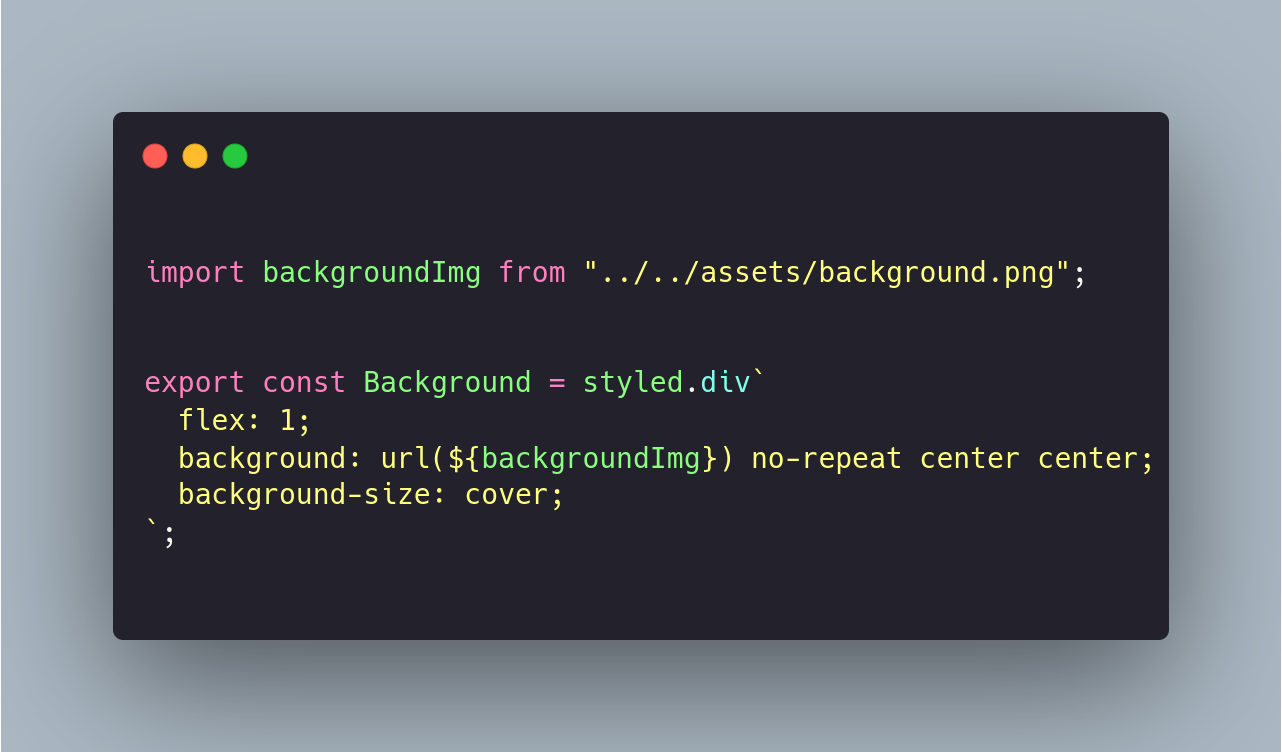 import backgroundImg from "../../assets/background.png";
export const Background = styled.div`
  flex: 1;
  background: url(${backgroundImg}) no-repeat center center;
  background-size: cover;
`;